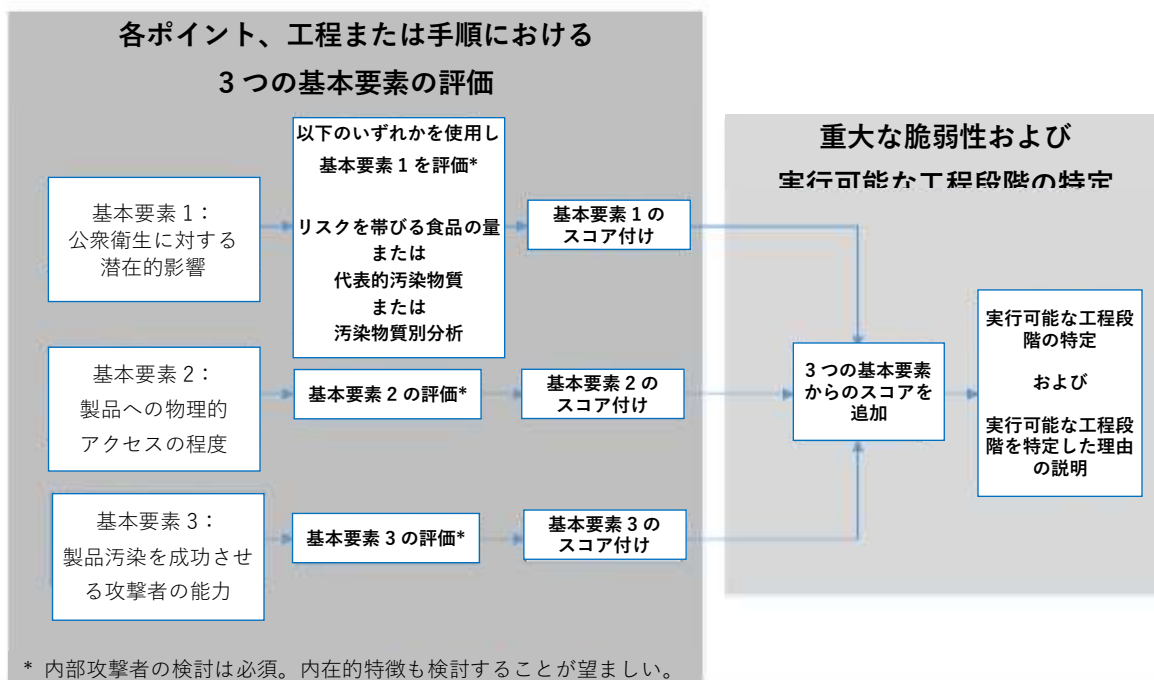 各ポイント、工程または手順における
3つの基本要素の評価
以下のいずれかを使用し
基本要素1を評価*
リスクを帯びる食品の量
または
代表的汚染物質
または
汚染物質別分析
基本要素1：
公衆衛生に対する
潜在的影響
基本要素1の
スコア付け
基本要素2：
製品への物理的
アクセスの程度
基本要素2の評価*
基本要素2の
スコア付け
基本要素3：
製品汚染を成功させ
る攻撃者の能力
基本要素3の評価*
基本要素3の
スコア付け
* 内部攻撃者の検討は必須。内在的特徴も検討することが望ましい。
重大な脆弱性および
実行可能な工程段階の特定
3つの基本要素
からのスコアを
追加
実行可能な工程段
階の特定
および
実行可能な工程段
階を特定した理由
の説明